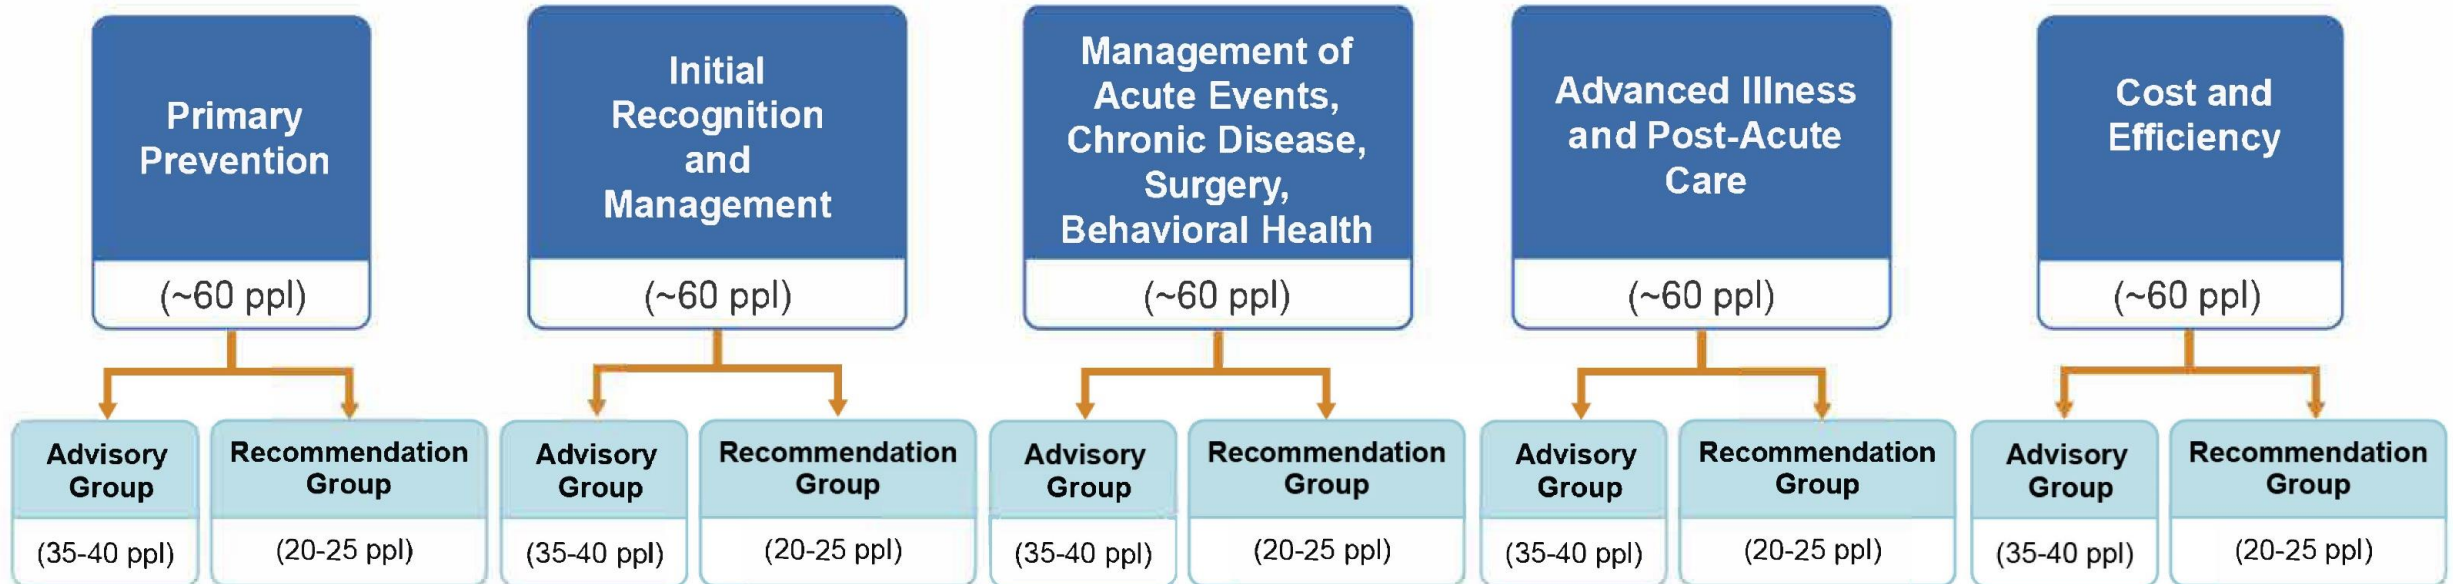 Primary
Prevention
(~60 ppl)
Initial
Recognition
and
Management
(~60 ppl)
Management of
Acute Events,
Chronic Disease,
Surgery,
Behavioral Health
(~60 ppl)
Advanced Illness
and Post-Acute
Care
(~60 ppl)
Cost and
Efficiency
(~60 ppl)
Advisory
Group
(35-40 ppl)
Recommendation
Group
(20-25 ppl)
Advisory
Group
(35-40 ppl)
Recommendation
Group
(20-25 ppl)
Advisory
Group
(35-40 ppl)
Recommendation
Group
(20-25 ppl)
Advisory
Group
(35-40 ppl)
Recommendation
Group
(20-25 ppl)
Advisory
Group
(35-40 ppl)
Recommendation
Group
(20-25 ppl)